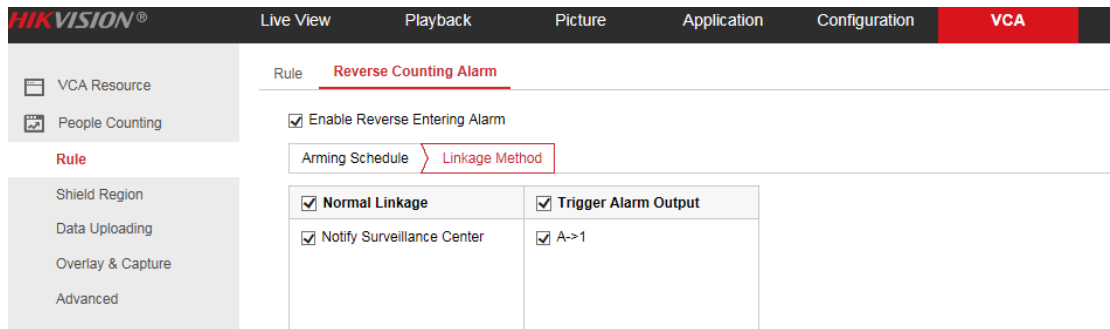 HIKVISION® Live View Playback Picture Application Configuration VCA
Rule Reverse Counting Alarm
VCA Resource
People Counting
Rule
Shield Region
Data Uploading
Overlay & Capture
Advanced
Enable Reverse Entering Alarm
Arming Schedule Linkage Method
Normal Linkage Trigger Alarm Output
Notify Surveillance Center A->1